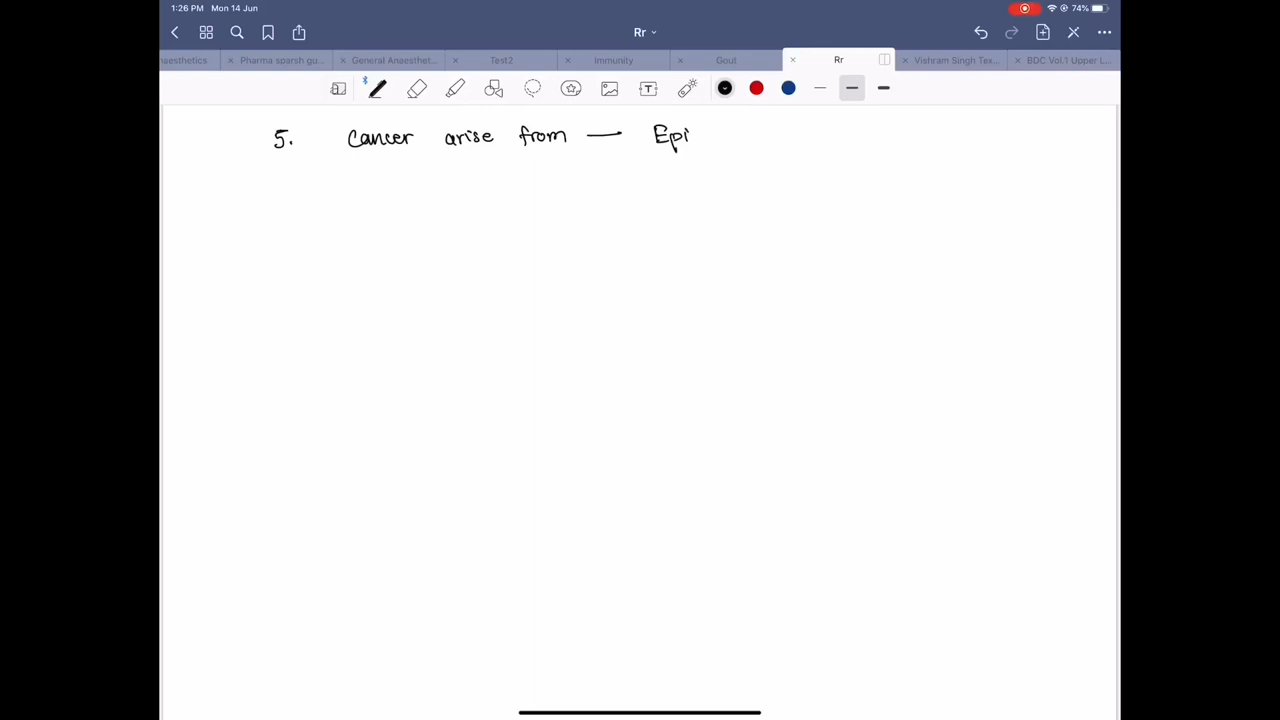 1:26 PM Mon 14 Jun
74%
Rr
naesthetics
Pharma sparsh gu...
General Anaesthet...
Test2
Immunity
Gout
Rr
Vishram Singh Tex...
BDC Vol.1 Upper L...
5. Cancer arise from — Epi